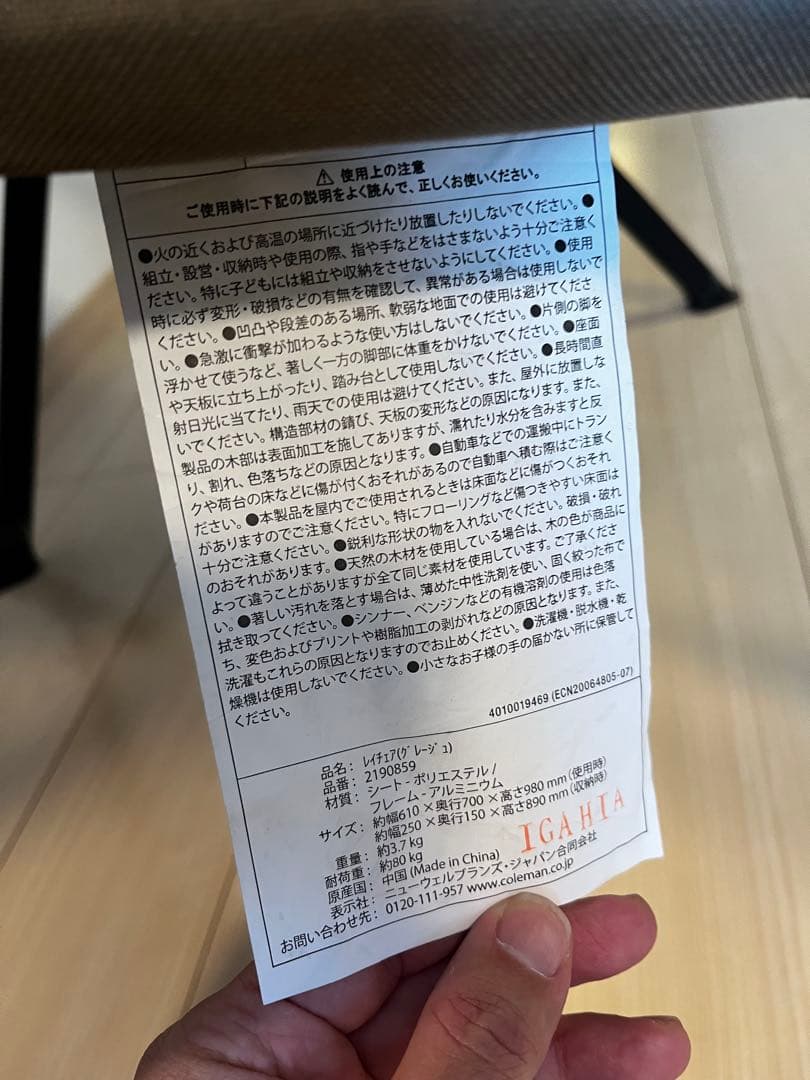 ⚠ 使用上の注意
ご使用時に下記の説明をよく読んで、正しくお使いください。
●火の近くおよび高温の場所に近づけたり放置したりしないでください。●
組立・設営・収納時や使用の際、指や手などをはさまないよう十分ご注意く
ださい。特に子どもには組立や収納をさせないようにしてください。●使用
時に必ず変形・破損などの有無を確認して、異常がある場合は使用しないで
ください。●凹凸や段差のある場所、軟弱な地面での使用は避けてくださ
い。●急激に衝撃が加わるような使い方はしないでください。●片側の脚を
浮かせて使うなど、著しく一方の脚部に体重をかけないでください。●座面
や天板に立ち上がったり、踏み台として使用しないでください。●長時間直
射日光に当てたり、雨天での使用は避けてください。また、屋外に放置しな
いでください。構造部材の錆び、天板の変形などの原因になります。また、
製品の木部は表面加工を施してありますが、濡れたり水分を含みますと反
り、割れ、色落ちなどの原因となります。●自動車などでの運搬中にトラン
クや荷台の床などに傷が付くおそれがあるので自動車へ積む際はご注意く
ださい。●本製品を屋内でご使用されるときは床面などに傷がつくおそれ
がありますのでご注意ください。特にフローリングなど傷つきやすい床面は
十分ご注意ください。●鋭利な形状の物を入れないでください。破損・破れ
のおそれがあります。●天然の木材を使用している場合は、木の色が商品に
よって違うことがありますが全て同じ素材を使用しています。ご了承くださ
い。●著しい汚れを落とす場合は、薄めた中性洗剤を使い、固く絞った布で
拭き取ってください。●シンナー、ベンジンなどの有機溶剤の使用は色落
ち、変色およびプリントや樹脂加工の剥がれなどの原因となります。また、
洗濯もこれらの原因となりますのでお止めください。●洗濯機・脱水機・乾
燥機は使用しないでください。●小さなお子様の手の届かない所に保管して
ください。
4010019469 (ECN20064805-07)
品名： レイチェア(グレージュ)
品番： 2190859
材質： シート - ポリエステル /
フレーム - アルミニウム
サイズ： 約幅610×奥行700×高さ980 mm (使用時)
約幅250×奥行150×高さ890 mm (収納時)
重量： 約3.7 kg
耐荷重： 約80 kg
原産国： 中国 (Made in China)
IGAHIA
表示社： ニューウェルブランズ・ジャパン合同会社
お問い合わせ先： 0120-111-957 www.coleman.co.jp